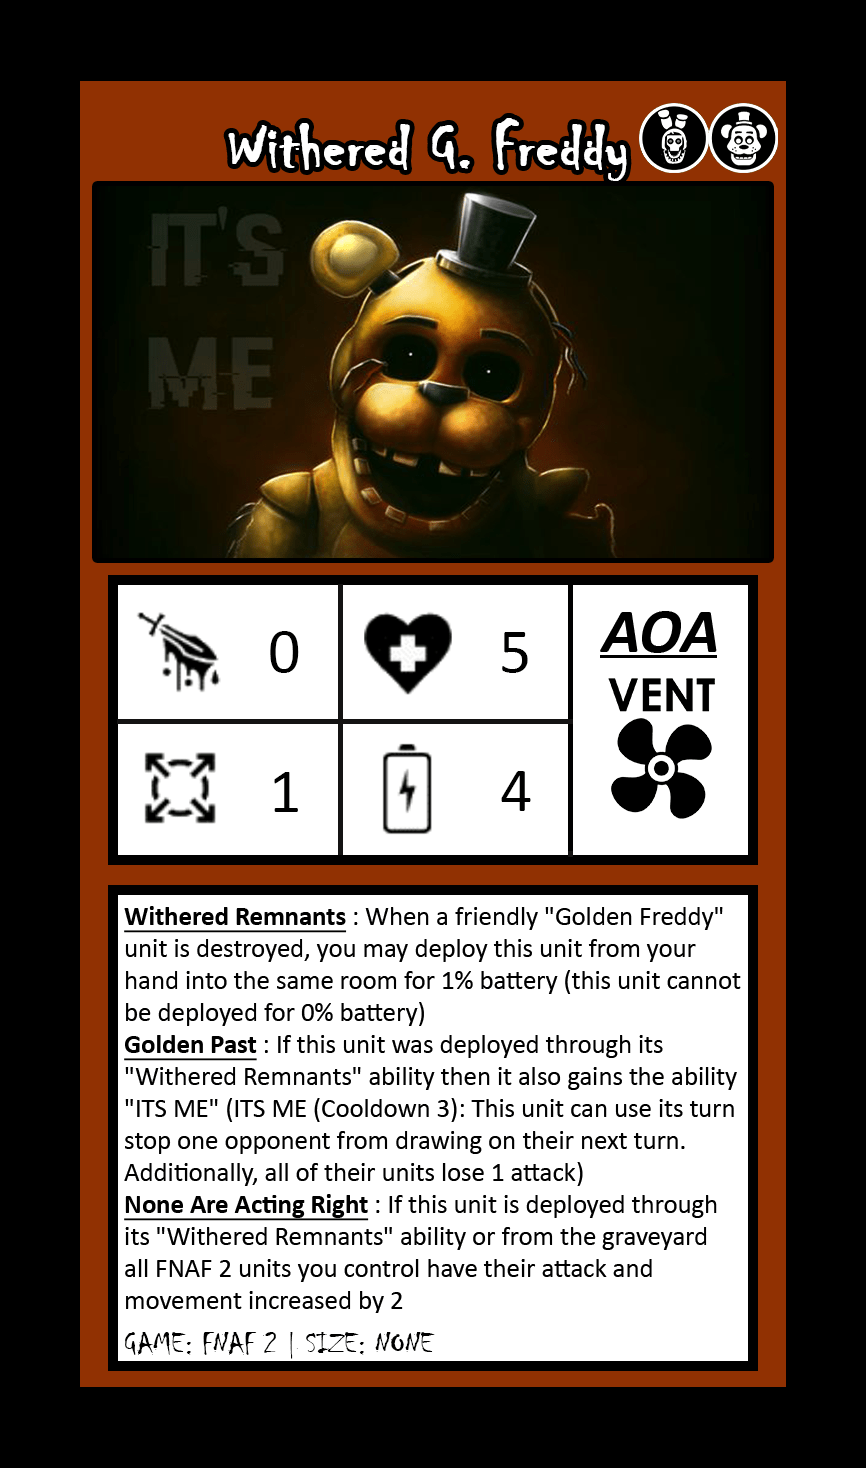 Withered G. Freddy
IT'S
ME
0
5
AOA
VENT
1
4
Withered Remnants : When a friendly "Golden Freddy"
unit is destroyed, you may deploy this unit from your
hand into the same room for 1% battery (this unit cannot
be deployed for 0% battery)
Golden Past : If this unit was deployed through its
"Withered Remnants" ability then it also gains the ability
"ITS ME" (ITS ME (Cooldown 3): This unit can use its turn
stop one opponent from drawing on their next turn.
Additionally, all of their units lose 1 attack)
None Are Acting Right : If this unit is deployed through
its "Withered Remnants" ability or from the graveyard
all FNAF 2 units you control have their attack and
movement increased by 2
GAME: FNAF 2 | SIZE: NONE